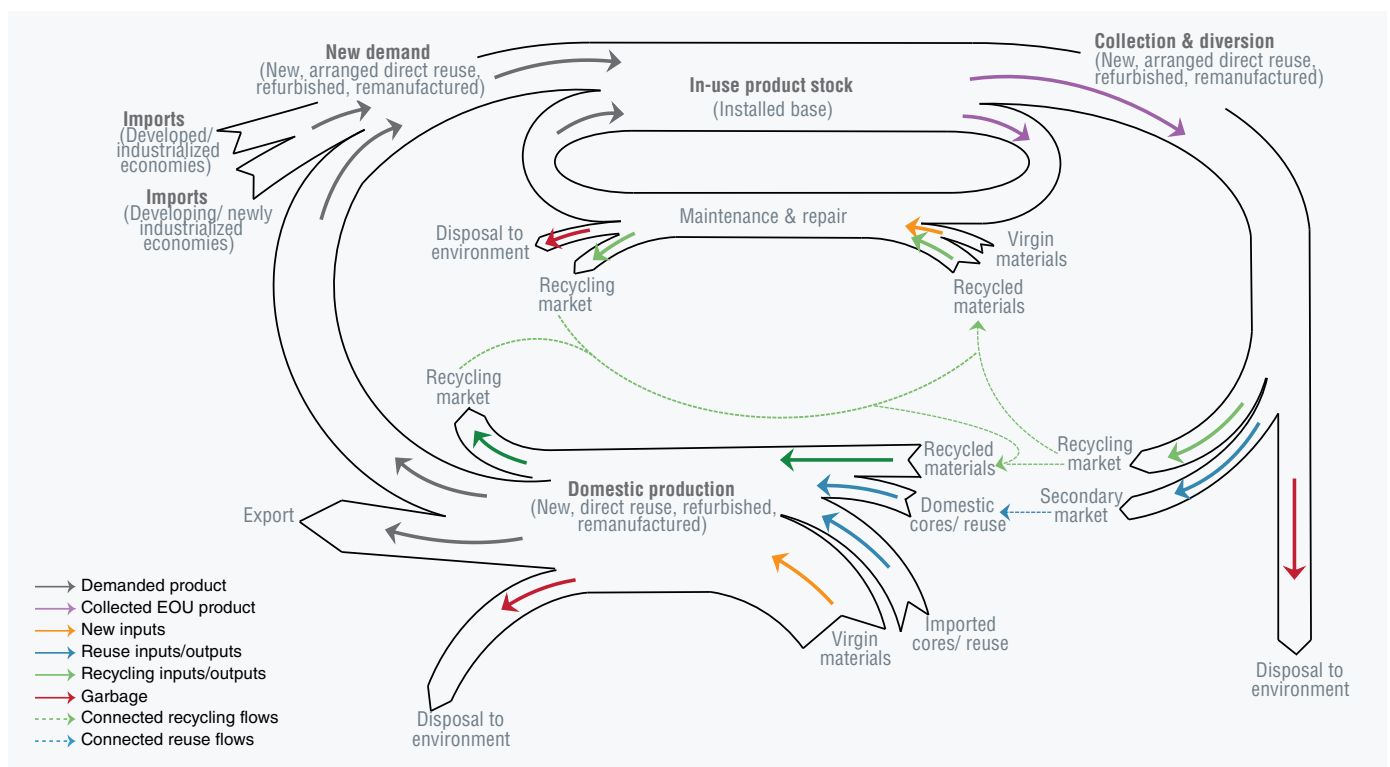 New demand
(New, arranged direct reuse,
refurbished, remanufactured)
Collection & diversion
(New, arranged direct reuse,
refurbished, remanufactured)
In-use product stock
(Installed base)
Imports
(Developed/
industrialized
economies)
Imports
(Developing/ newly
industrialized
economies)
Maintenance & repair
Disposal to
environment
Virgin
materials
Recycling
market
Recycled
materials
Recycling
market
Recycled
materials
Recycling
market
Domestic production
(New, direct reuse, refurbished,
remanufactured)
Domestic
cores/ reuse
Secondary
market
Export
Imported
cores/ reuse
Virgin
materials
Disposal to
environment
Disposal to
environment
Demanded product
Collected EOU product
New inputs
Reuse inputs/outputs
Recycling inputs/outputs
Garbage
Connected recycling flows
Connected reuse flows